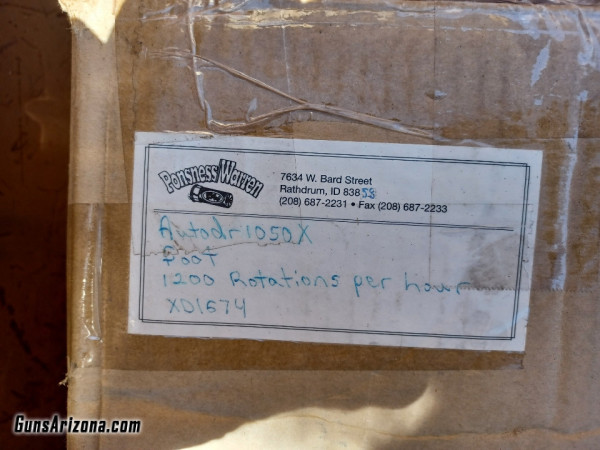 Ponsness/Warren
7634 W. Bard Street
Rathdrum, ID 83858
(208) 687-2231 • Fax (208) 687-2233
Autodr1050X
foot
1200 Rotations per hour
XD1574
GunsArizona.com